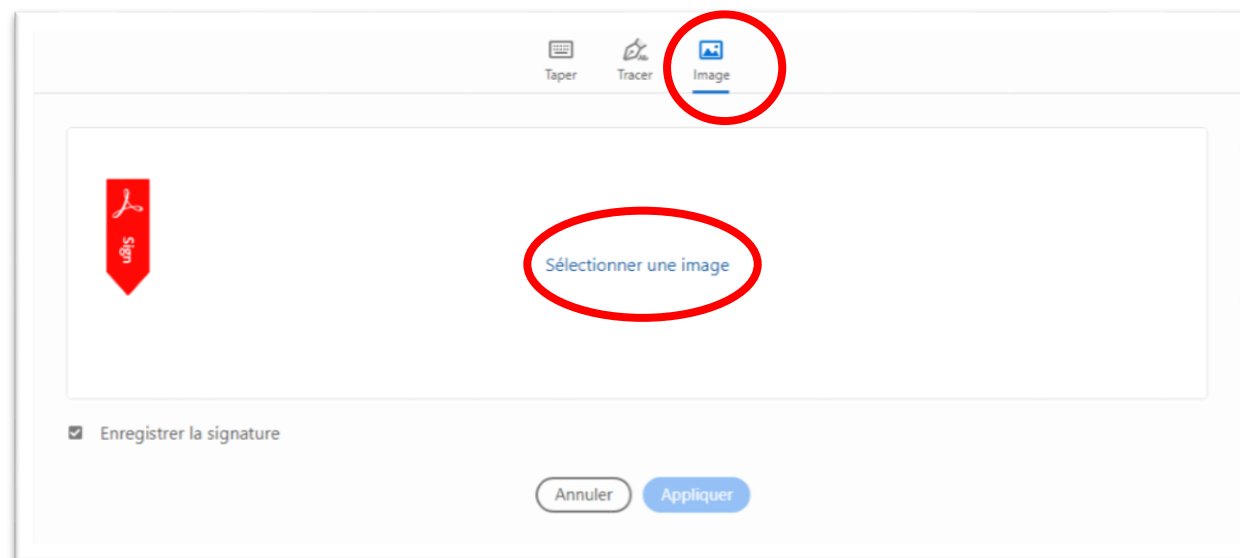 Taper Tracer Image
Sign
Sélectionner une image
Enregistrer la signature
Annuler Appliquer